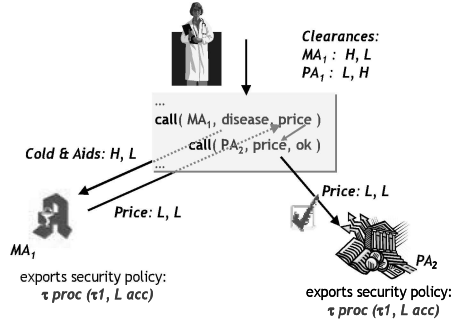 Clearances:
MA1 : H, L
PA1 : L, H
...
call( MA1, disease, price )
call( PA2, price, ok )
...
Cold & Aids: H, L
Price: L, L
Price: L, L
MA1
PA2
exports security policy:
τ proc (τ1, L acc)
exports security policy:
τ proc (τ1, L acc)